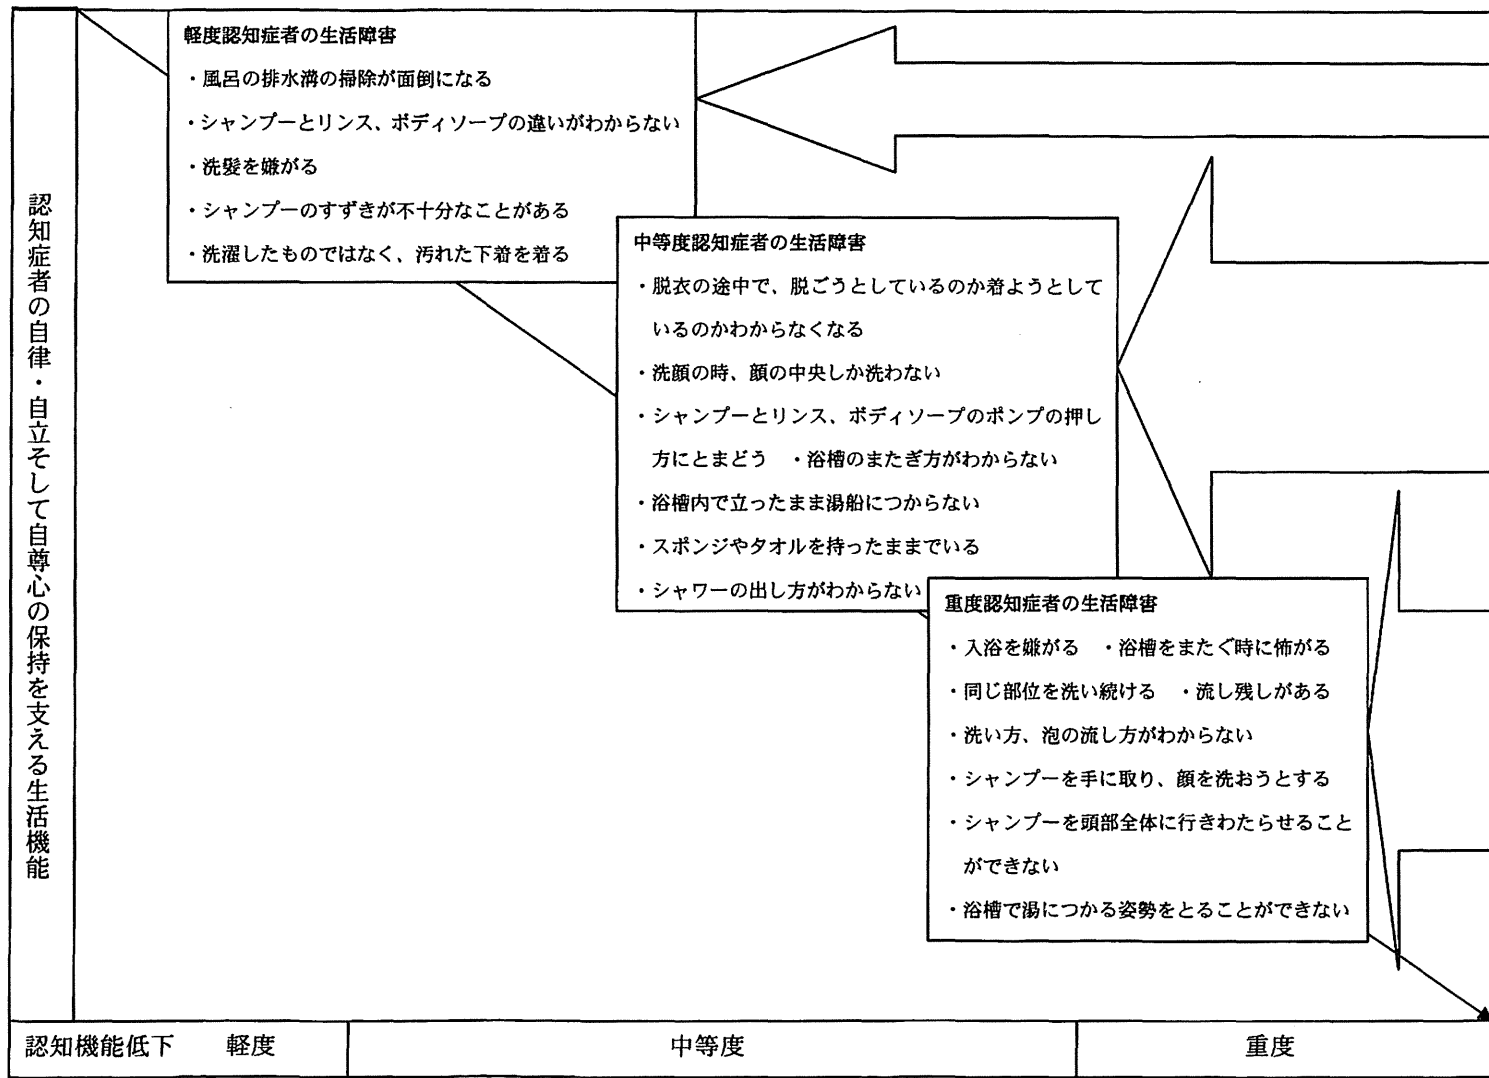 認知症者の自律・自立そして自尊心の保持を支える生活機能
軽度認知症者の生活障害
・風呂の排水溝の掃除が面倒になる
・シャンプーとリンス、ボディソープの違いがわからない
・洗髪を嫌がる
・シャンプーのすずきが不十分なことがある
・洗濯したものではなく、汚れた下着を着る
中等度認知症者の生活障害
・脱衣の途中で、脱ごうとしているのか着ようとして
いるのかわからなくなる
・洗顔の時、顔の中央しか洗わない
・シャンプーとリンス、ボディソープのポンプの押し
方にとまどう ・浴槽のまたぎ方がわからない
・浴槽内で立ったまま湯船につからない
・スポンジやタオルを持ったままでいる
・シャワーの出し方がわからない
重度認知症者の生活障害
・入浴を嫌がる ・浴槽をまたぐ時に怖がる
・同じ部位を洗い続ける ・流し残しがある
・洗い方、泡の流し方がわからない
・シャンプーを手に取り、顔を洗おうとする
・シャンプーを頭部全体に行きわたらせること
ができない
・浴槽で湯につかる姿勢をとることができない
認知機能低下 軽度 中等度 重度